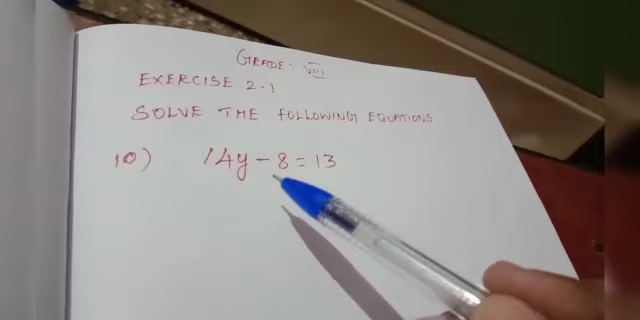 GRADE. VIII
EXERCISE 2.1
SOLVE THE FOLLOWING EQUATIONS
10) 14y - 8 = 13